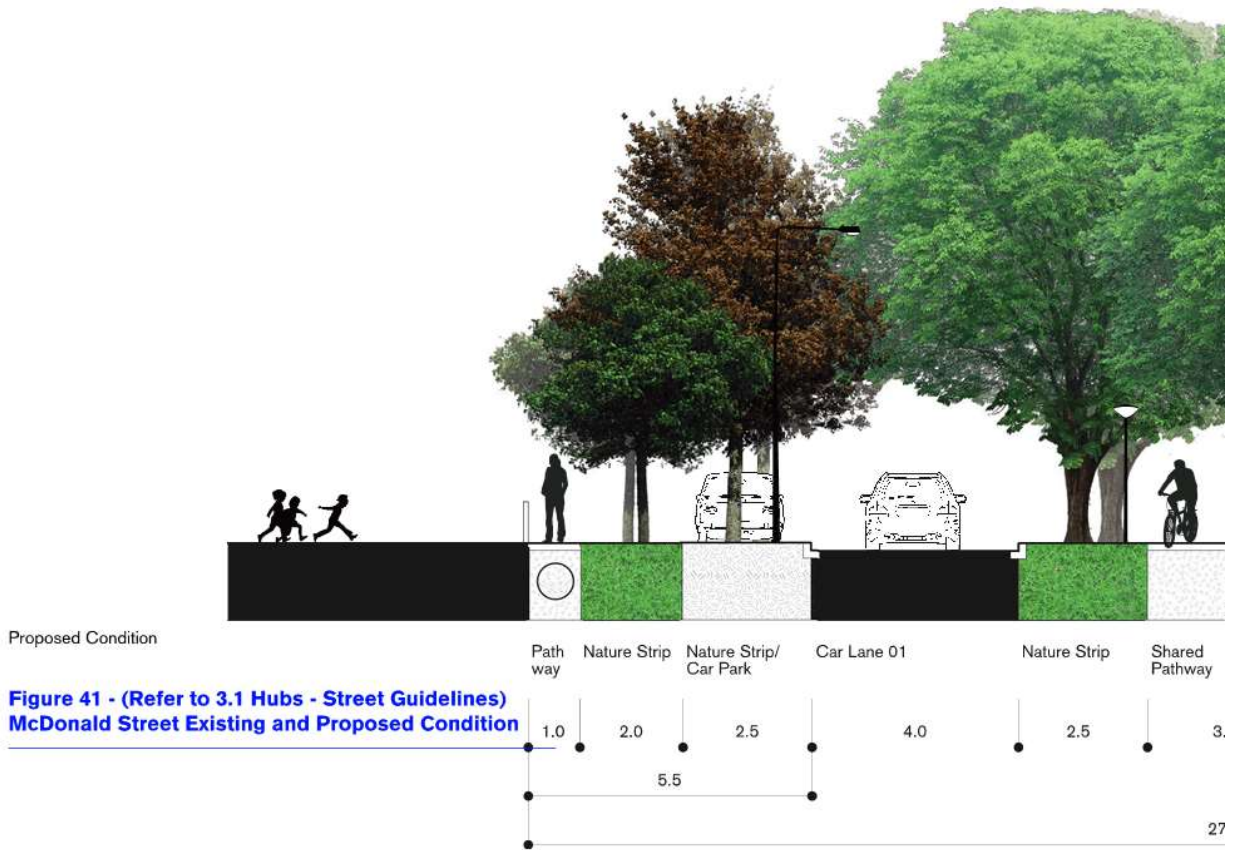 Proposed Condition
Path
way
Nature Strip
Nature Strip/
Car Park
Car Lane 01
Nature Strip
Shared
Pathway
Figure 41 - (Refer to 3.1 Hubs - Street Guidelines)
McDonald Street Existing and Proposed Condition
1.0
2.0
2.5
4.0
2.5
3.
5.5
27